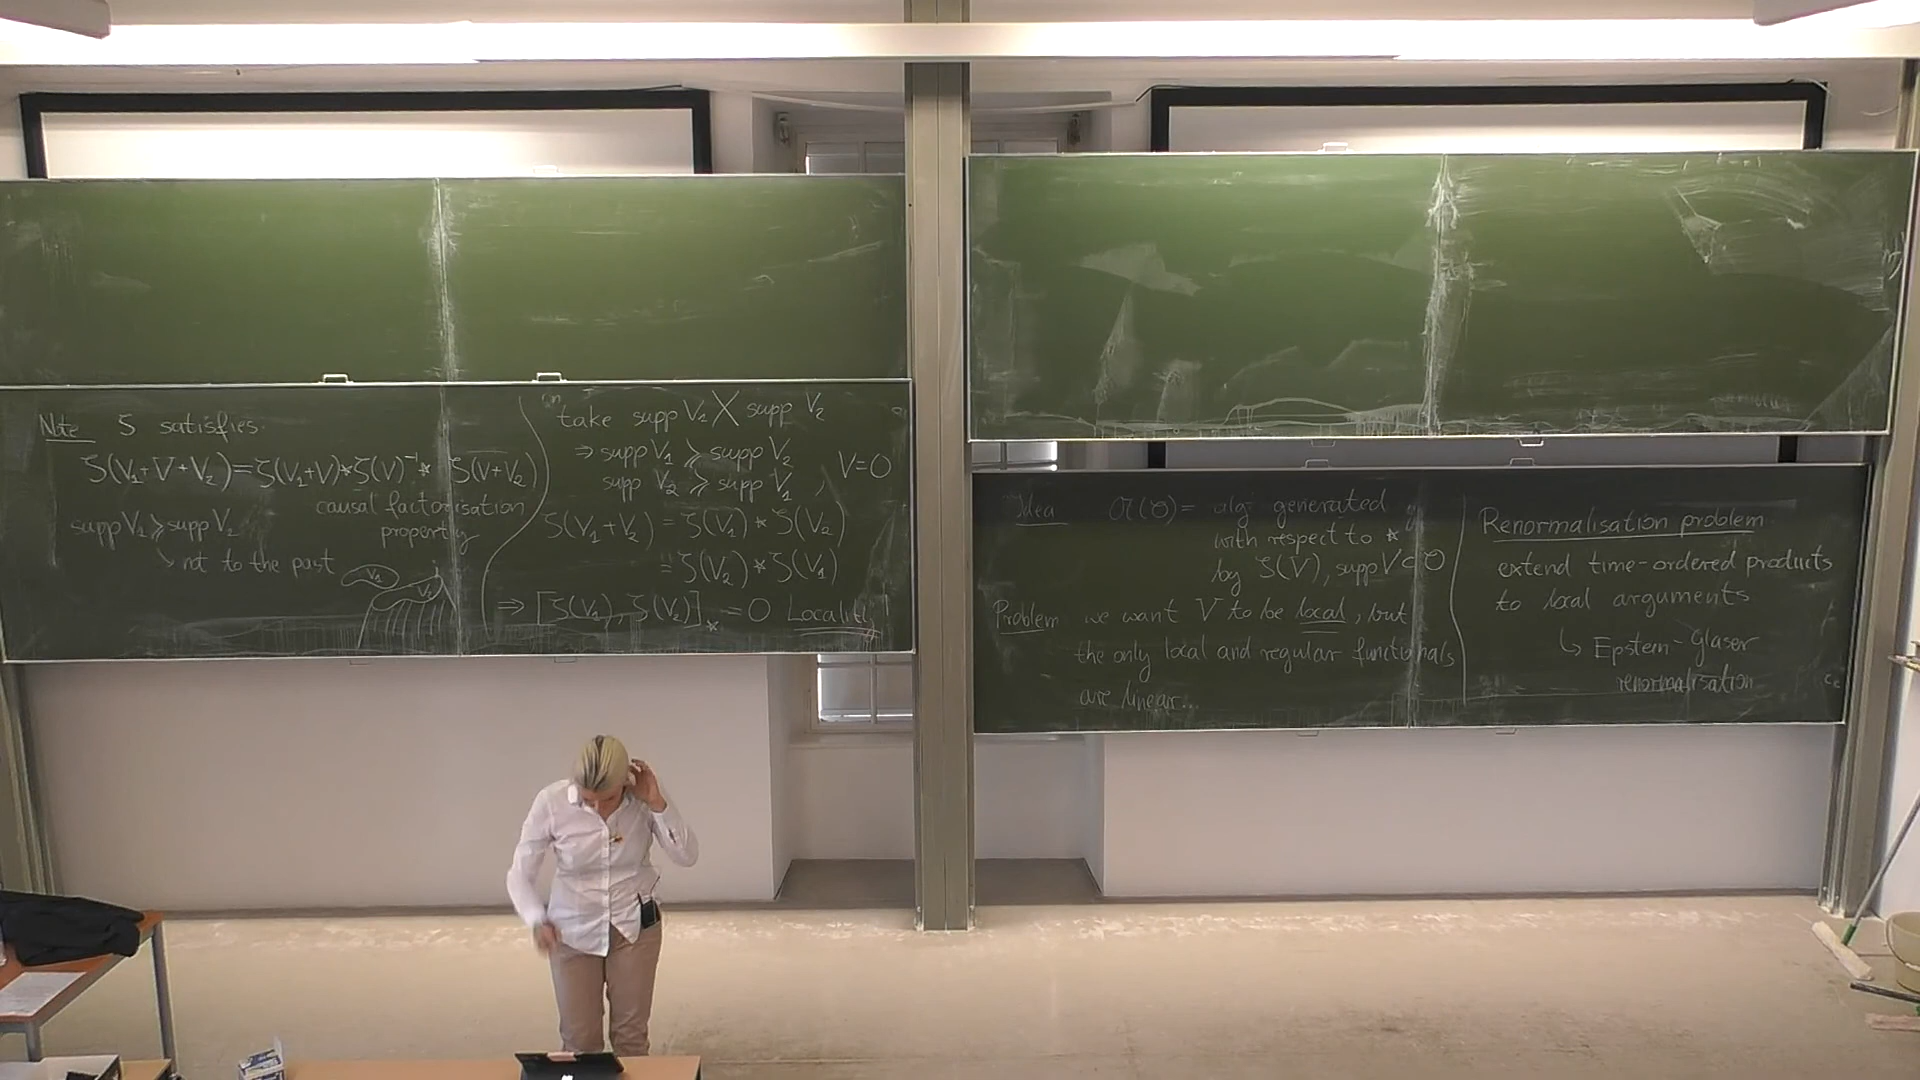 Note S satisfies.
S(V₁+V+V₂)=S(V₁+V)⋆S(V)⁻¹⋆ S(V+V₂)
causal factorisation
property
supp V₁ ≥ supp V₂
↳ not to the past
V₁
V₂
take supp V₁ X supp V₂
⇒ supp V₁ ≥ supp V₂
supp V₂ ≥ supp V₁ , V=0
S(V₁+V₂) = S(V₁) ⋆ S(V₂)
= S(V₂) ⋆ S(V₁)
⇒ [S(V₁), S(V₂)]⋆ = 0 Locality
Idea 𝔄(O) = alg generated
with respect to ⋆
by S(V), supp V ⊂ O
Problem we want V to be local, but
the only local and regular functionals
are linear...
Renormalisation problem
extend time-ordered products
to local arguments
↳ Epstein-Glaser
renormalisation